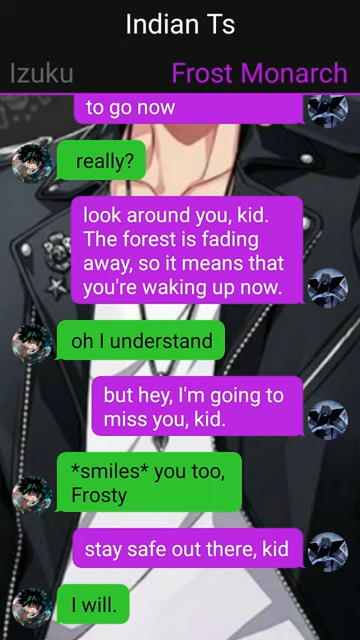 Indian Ts
Izuku
Frost Monarch
to go now
really?
look around you, kid.
The forest is fading
away, so it means that
you're waking up now.
oh I understand
but hey, I'm going to
miss you, kid.
*smiles* you too,
Frosty
stay safe out there, kid
I will.